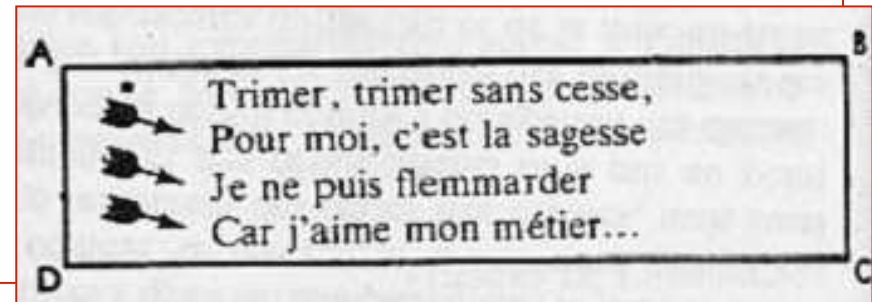 A B
Trimer, trimer sans cesse,
Pour moi, c'est la sagesse
Je ne puis flemmarder
Car j'aime mon métier...
D C